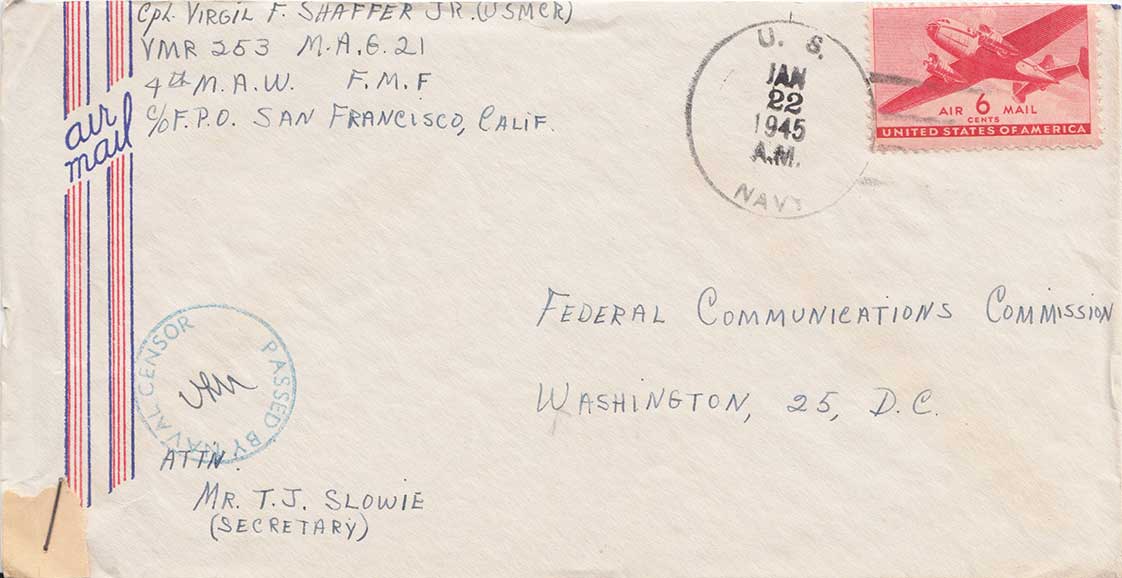 Cpl. VIRGIL F. SHAFFER JR. (USMCR)
VMR 253 M.A.G. 21
4th M.A.W. F.M.F
C/O F.P.O. SAN FRANCISCO, CALIF.
air
mail
U. S.
JAN
22
1945
A.M.
NAVY
AIR 6 MAIL
CENTS
UNITED STATES OF AMERICA
FEDERAL COMMUNICATIONS COMMISSION
WASHINGTON, 25, D.C.
PASSED BY NAVAL CENSOR
ATTN.
MR. T.J. SLOWIE
(SECRETARY)